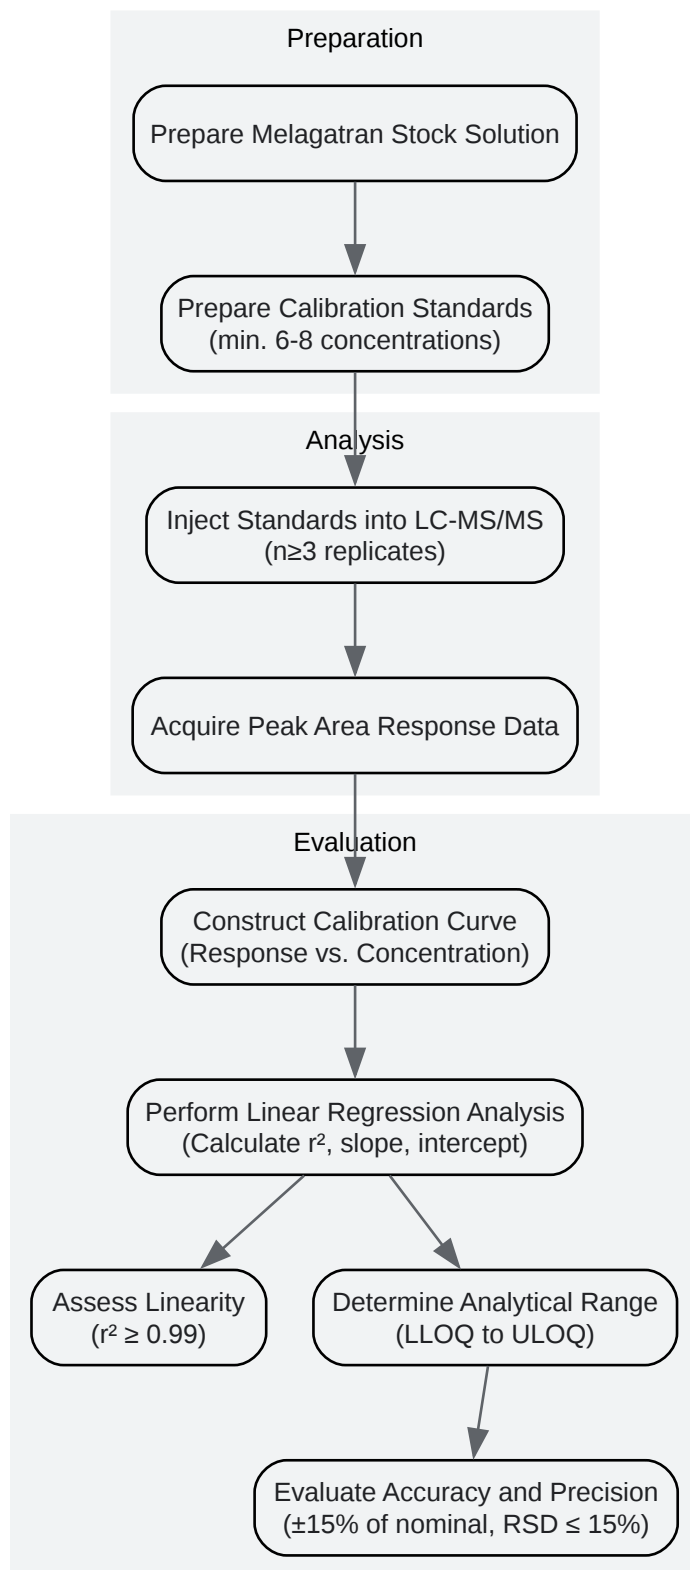 Preparation
Prepare Melagatran Stock Solution
Prepare Calibration Standards
(min. 6-8 concentrations)
Analysis
Inject Standards into LC-MS/MS
(n≥3 replicates)
Acquire Peak Area Response Data
Evaluation
Construct Calibration Curve
(Response vs. Concentration)
Perform Linear Regression Analysis
(Calculate r², slope, intercept)
Assess Linearity
(r² ≥ 0.99)
Determine Analytical Range
(LLOQ to ULOQ)
Evaluate Accuracy and Precision
(±15% of nominal, RSD ≤ 15%)